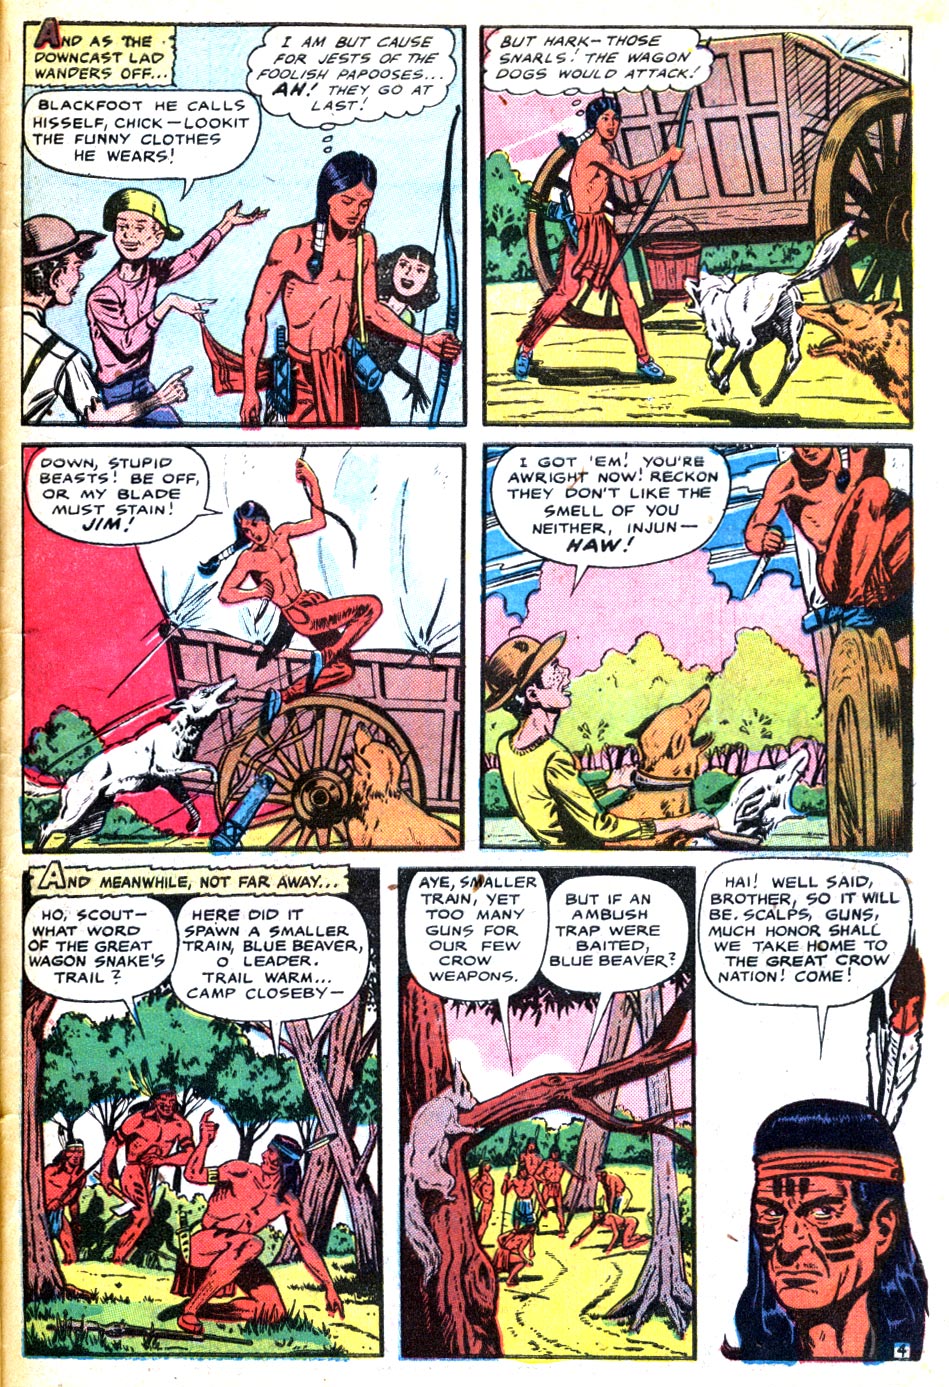 AND AS THE
DOWNCAST LAD
WANDERS OFF...
I AM BUT CAUSE
FOR JESTS OF THE
FOOLISH PAPOOSES...
AH! THEY GO AT
LAST!
BLACKFOOT HE CALLS
HISSELF, CHICK—LOOKIT
THE FUNNY CLOTHES
HE WEARS!
BUT HARK—THOSE
SNARLS! THE WAGON
DOGS WOULD ATTACK!
DOWN, STUPID
BEASTS! BE OFF,
OR MY BLADE
MUST STAIN!
JIM!
I GOT 'EM! YOU'RE
AWRIGHT NOW! RECKON
THEY DON'T LIKE THE
SMELL OF YOU
NEITHER, INJUN—
HAW!
AND MEANWHILE, NOT FAR AWAY...
HO, SCOUT—
WHAT WORD
OF THE GREAT
WAGON SNAKE'S
TRAIL?
HERE DID IT
SPAWN A SMALLER
TRAIN, BLUE BEAVER,
O LEADER.
TRAIL WARM...
CAMP CLOSEBY—
AYE, SMALLER
TRAIN, YET
TOO MANY
GUNS FOR
OUR FEW
CROW
WEAPONS.
BUT IF AN
AMBUSH
TRAP WERE
BAITED,
BLUE BEAVER?
HAI! WELL SAID,
BROTHER, SO IT WILL
BE. SCALPS, GUNS,
MUCH HONOR SHALL
WE TAKE HOME TO
THE GREAT CROW
NATION! COME!
4